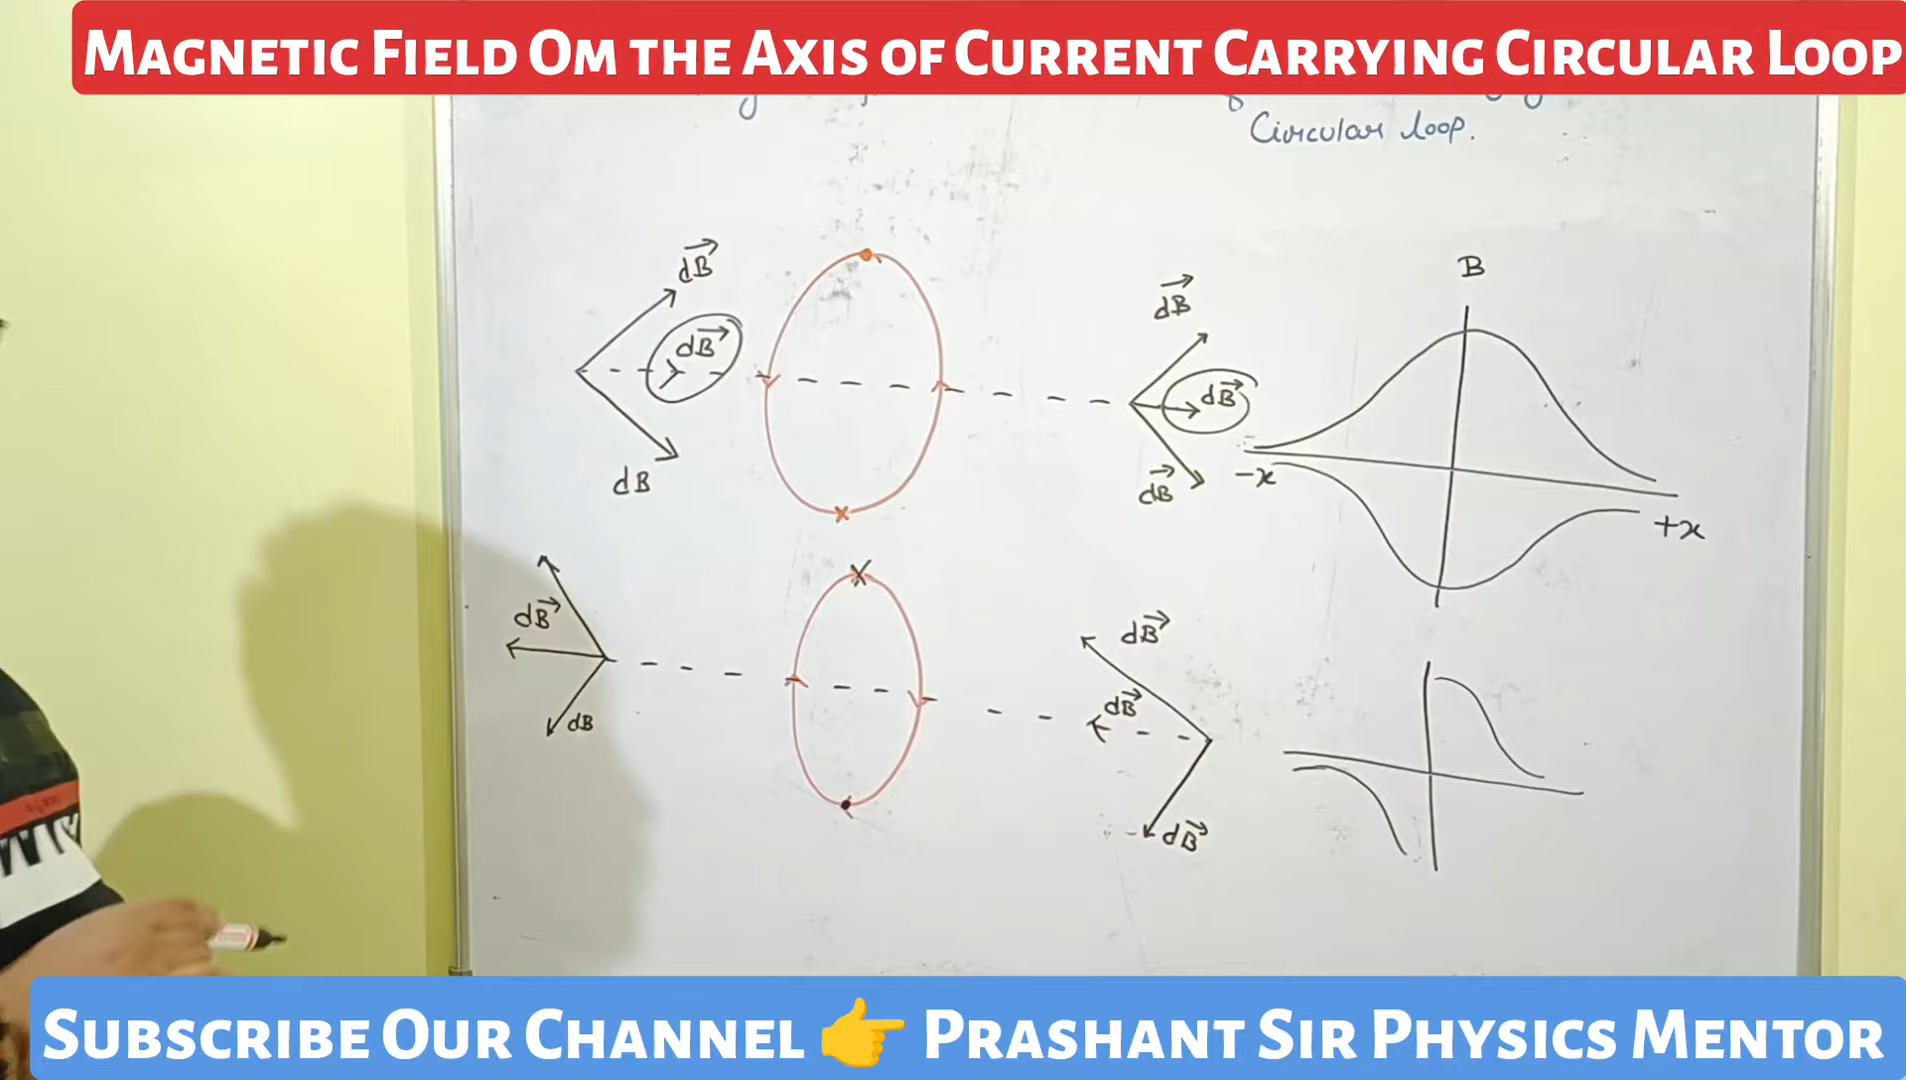 MAGNETIC FIELD OM THE AXIS OF CURRENT CARRYING CIRCULAR LOOP
Circular loop.
dB
dB
dB
dB
dB
dB
B
-x
+x
dB
dB
dB
dB
dB
SUBSCRIBE OUR CHANNEL 👉 PRASHANT SIR PHYSICS MENTOR